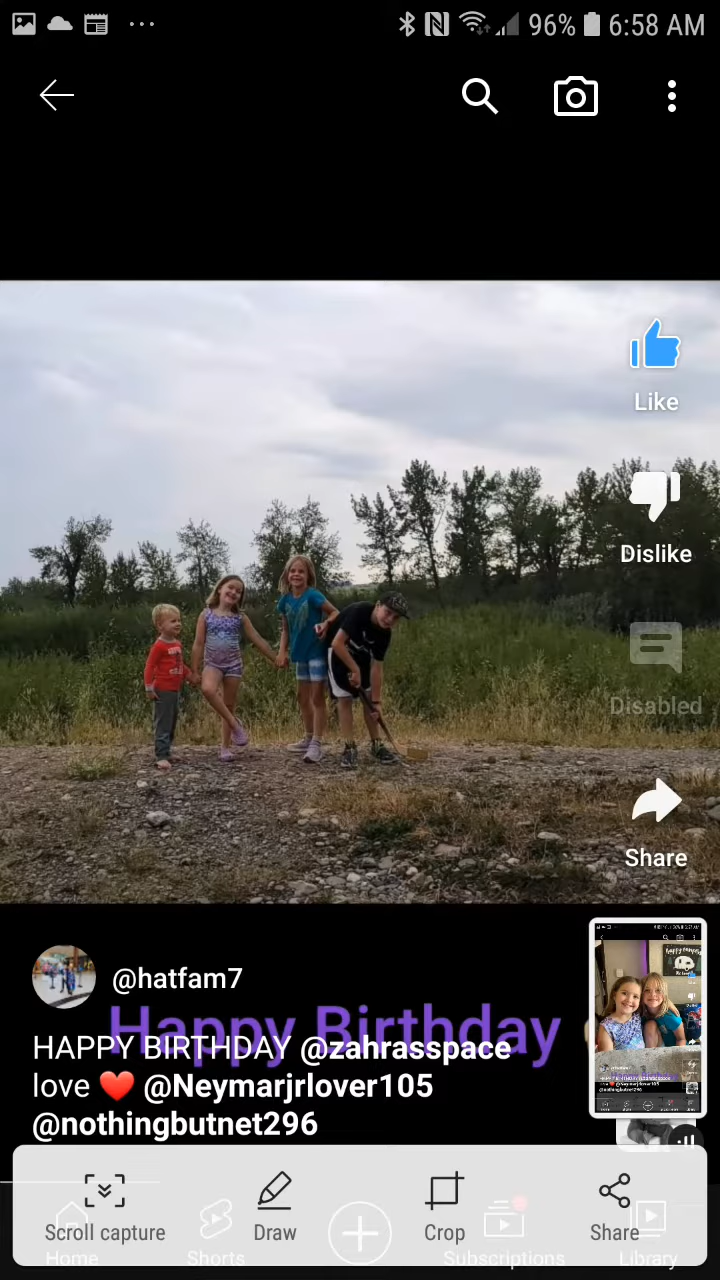 96% 6:58 AM
Like
Dislike
Disabled
Share
@hatfam7
Happy Birthday
HAPPY BIRTHDAY @zahrasspace
love ❤️ @Neymarjrlover105
@nothingbutnet296
Scroll capture Draw Crop Share
Home Shorts Subscriptions Library